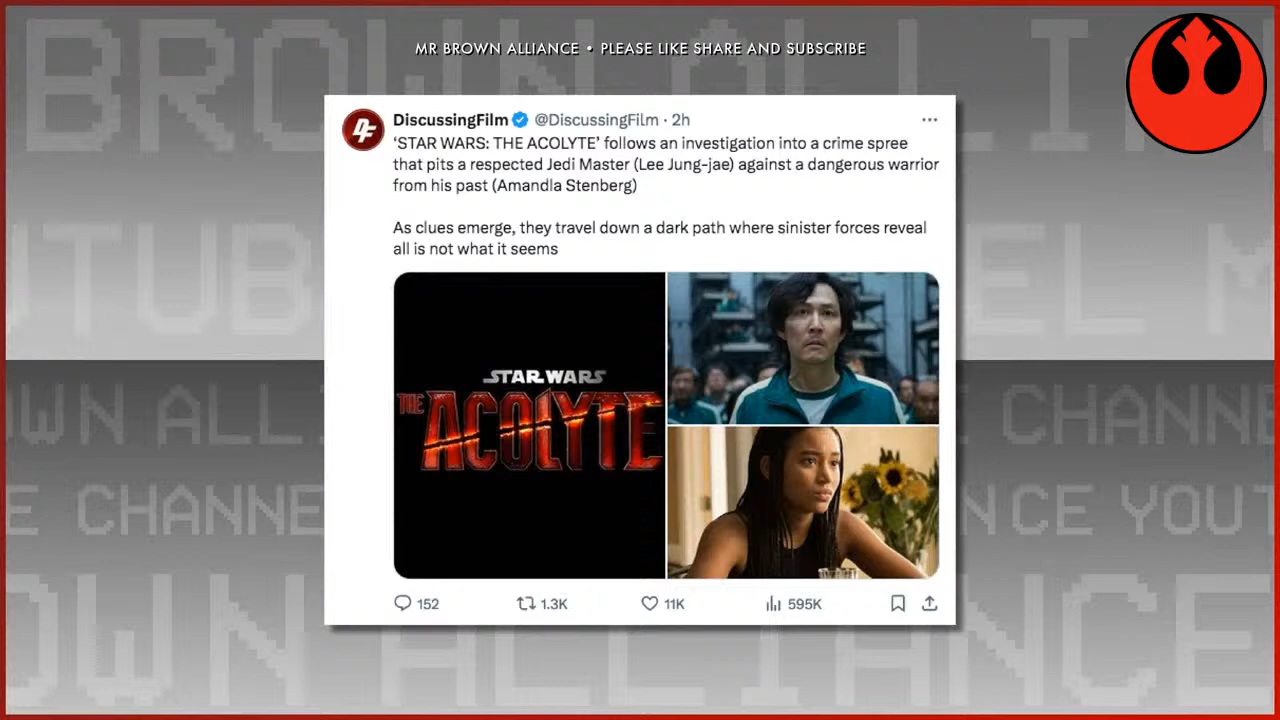 MR BROWN ALLIANCE • PLEASE LIKE SHARE AND SUBSCRIBE
DiscussingFilm @DiscussingFilm · 2h
‘STAR WARS: THE ACOLYTE’ follows an investigation into a crime spree
that pits a respected Jedi Master (Lee Jung-jae) against a dangerous warrior
from his past (Amandla Stenberg)
As clues emerge, they travel down a dark path where sinister forces reveal
all is not what it seems
STAR WARS
THE ACOLYTE
152 1.3K 11K 595K